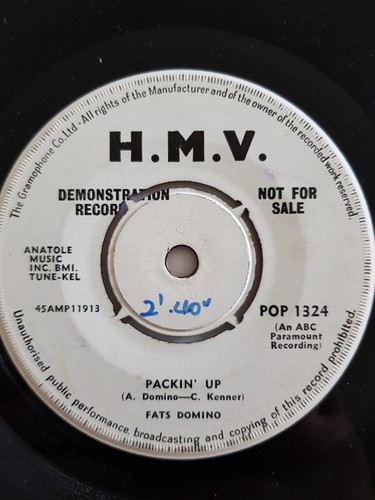 The Gramophone Co. Ltd · All rights of the Manufacturer and of the owner of the recorded work reserved.
H.M.V.
DEMONSTRATION
RECORD
NOT FOR
SALE
ANATOLE
MUSIC
INC. BMI.
TUNE-KEL
45AMP11913
2'.40"
POP 1324
(An ABC
Paramount
Recording)
PACKIN' UP
(A. Domino—C. Kenner)
FATS DOMINO
Unauthorised public performance, broadcasting and copying of this record prohibited.